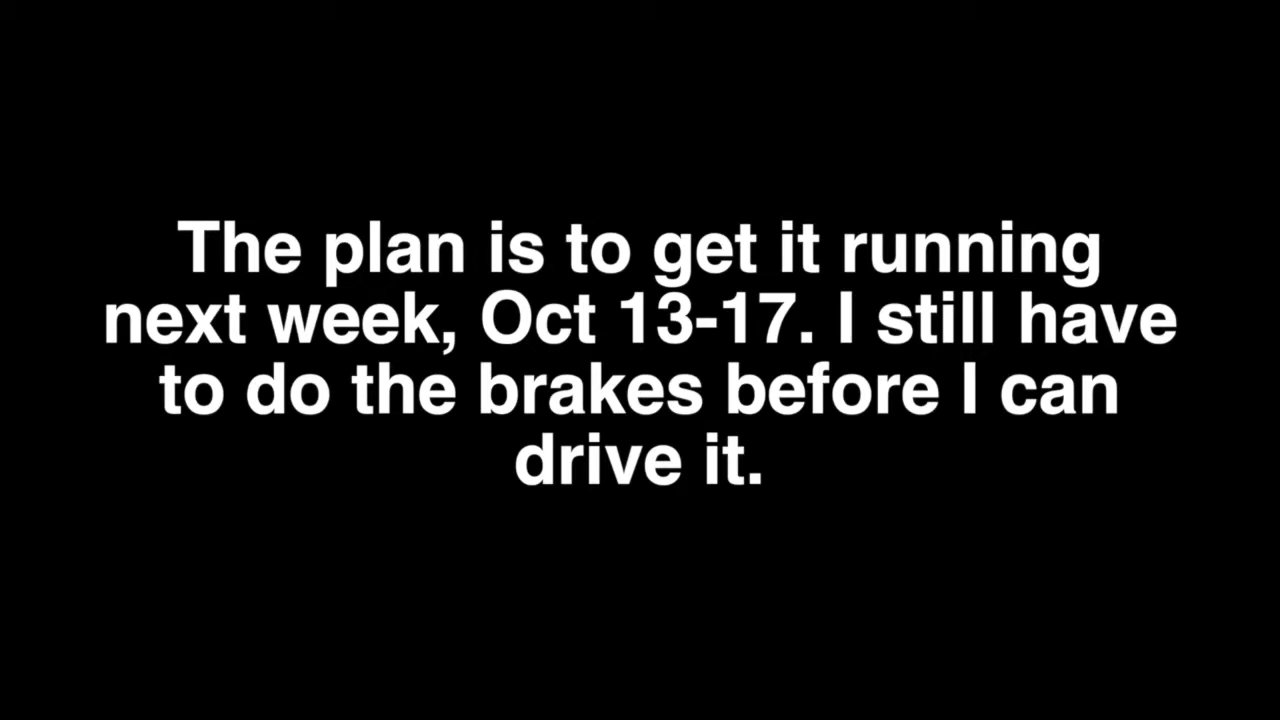 The plan is to get it running
next week, Oct 13-17. I still have
to do the brakes before I can
drive it.